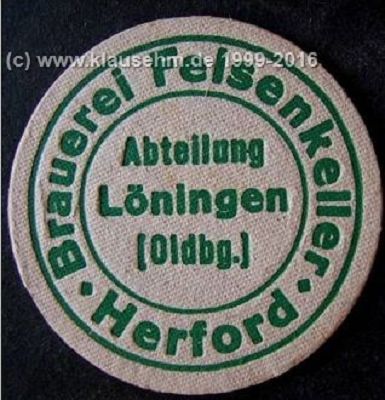 (c) www.klausehm.de 1999-2016
Brauerei Felsenkeller
Abteilung
Löningen
(Oldbg.)
· Herford ·